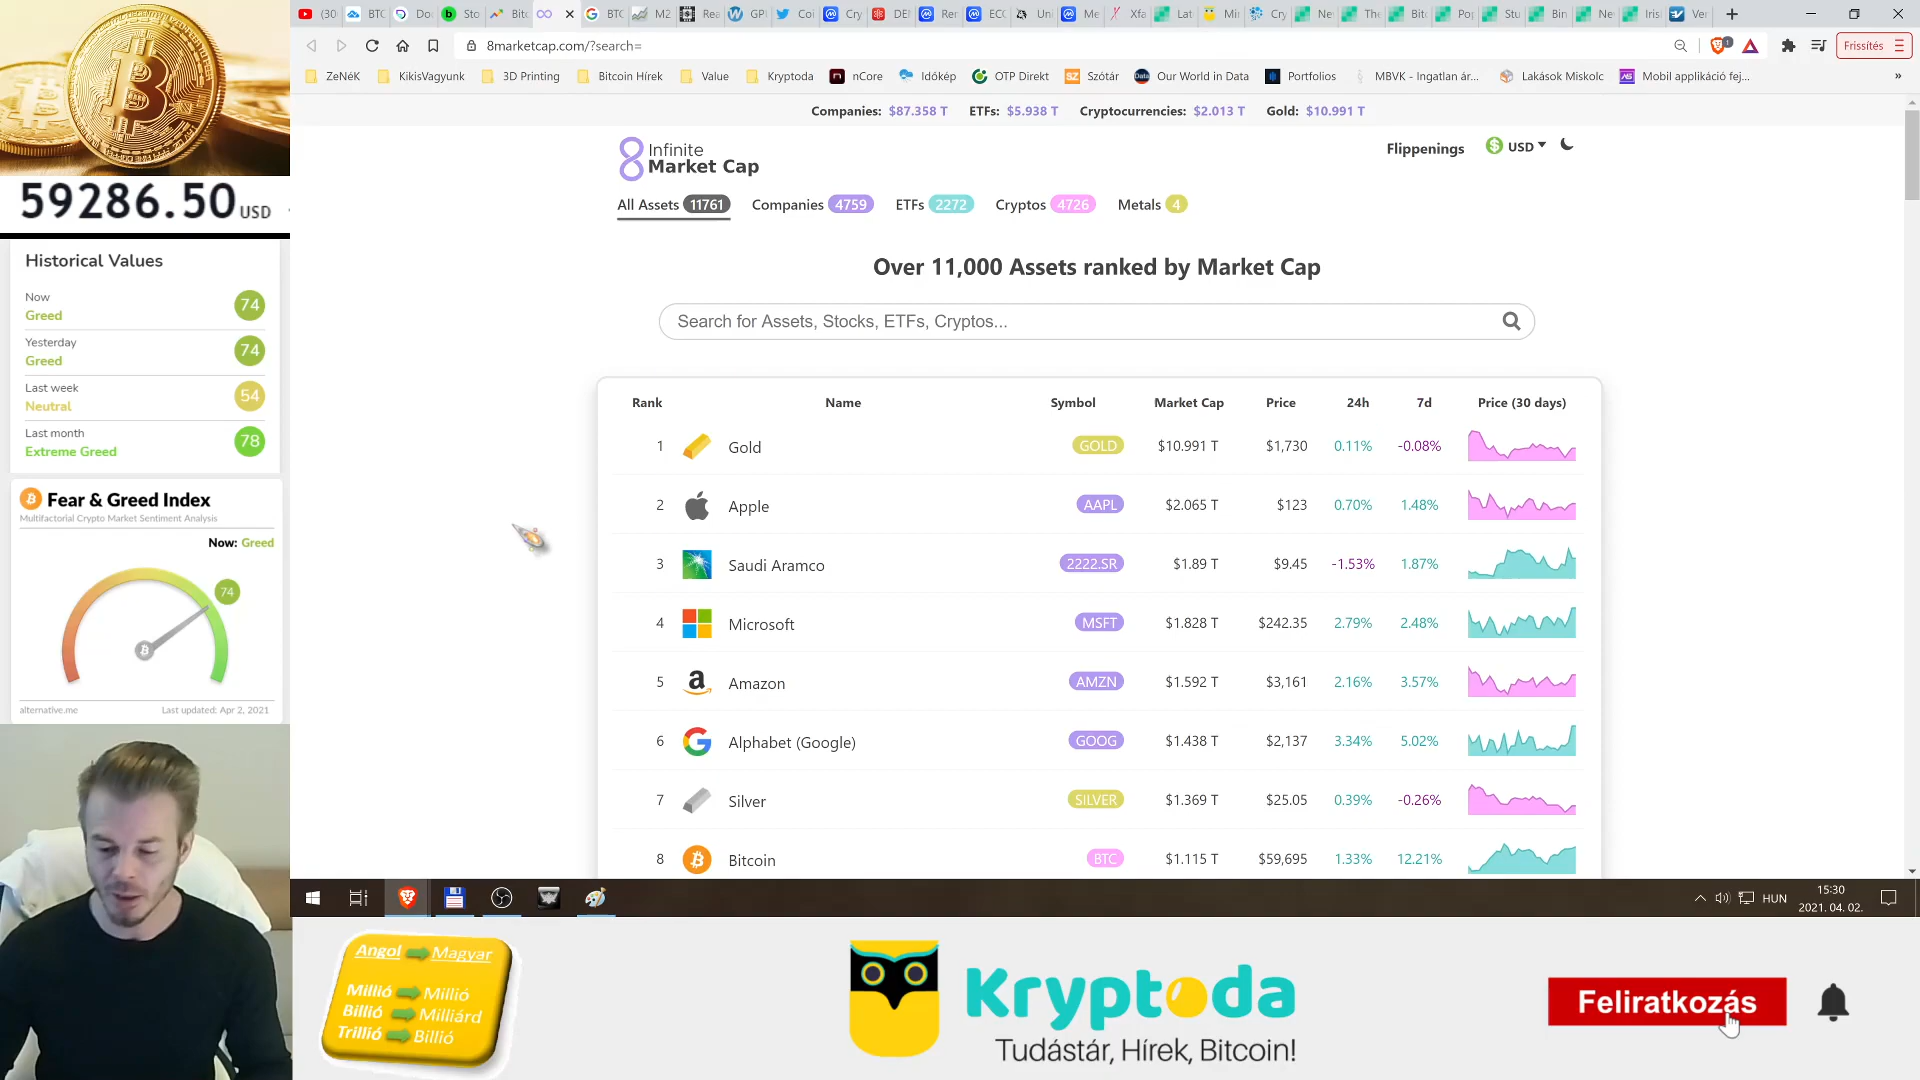 59286.50 USD
Historical Values
Now
Greed
74
Yesterday
Greed
74
Last week
Neutral
54
Last month
Extreme Greed
78
Fear & Greed Index
Multifactorial Crypto Market Sentiment Analysis
Now: Greed
74
alternative.me
Last updated: Apr 2, 2021
8marketcap.com/?search=
Frissítés
ZeNéK
KikisVagyunk
3D Printing
Bitcoin Hírek
Value
Kryptoda
nCore
Időkép
OTP Direkt
Szótár
Our World in Data
Portfolios
MBVK - Ingatlan ár...
Lakások Miskolc
Mobil applikáció fej...
»
Companies: $87.358 T ETFs: $5.938 T Cryptocurrencies: $2.013 T Gold: $10.991 T
Infinite
Market Cap
Flippenings
USD
All Assets 11761 Companies 4759 ETFs 2272 Cryptos 4726 Metals 4
Over 11,000 Assets ranked by Market Cap
Search for Assets, Stocks, ETFs, Cryptos...
Rank Name Symbol Market Cap Price 24h 7d Price (30 days)
1 Gold GOLD $10.991 T $1,730 0.11% -0.08%
2 Apple AAPL $2.065 T $123 0.70% 1.48%
3 Saudi Aramco 2222.SR $1.89 T $9.45 -1.53% 1.87%
4 Microsoft MSFT $1.828 T $242.35 2.79% 2.48%
5 Amazon AMZN $1.592 T $3,161 2.16% 3.57%
6 Alphabet (Google) GOOG $1.438 T $2,137 3.34% 5.02%
7 Silver SILVER $1.369 T $25.05 0.39% -0.26%
8 Bitcoin BTC $1.115 T $59,695 1.33% 12.21%
HUN
15:30
2021. 04. 02.
Angol Magyar
Millió Millió
Billió Milliárd
Trillió Billió
Kryptoda
Tudástár, Hírek, Bitcoin!
Feliratkozás